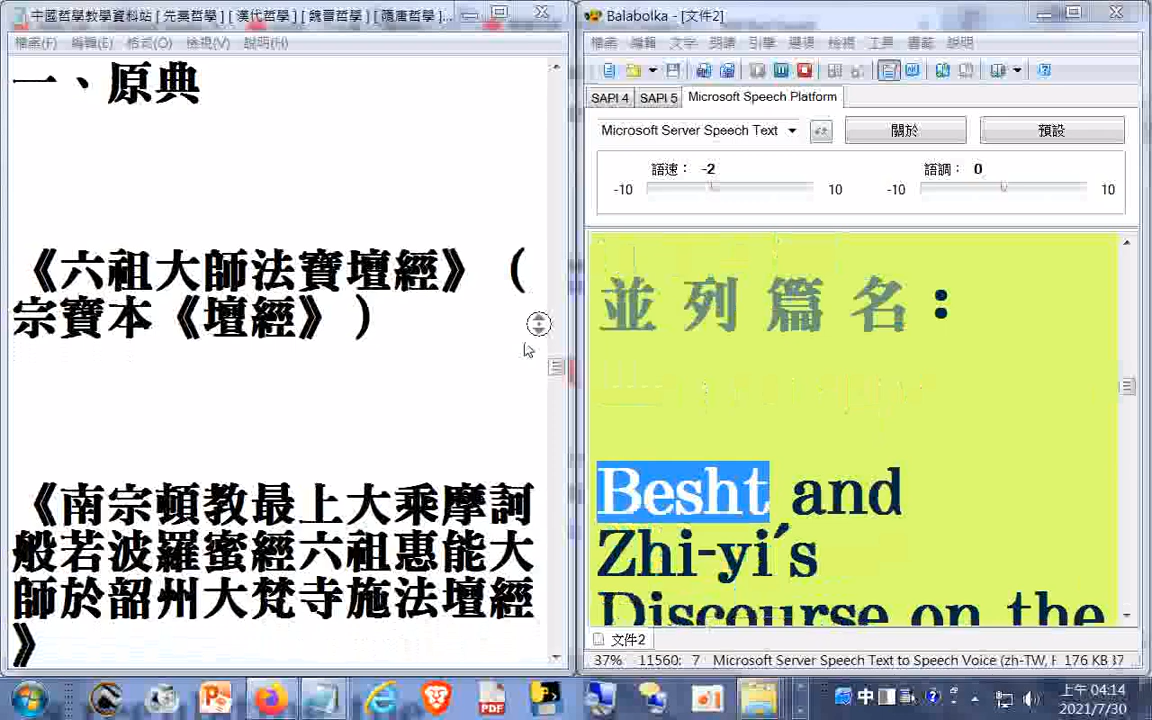 中國哲學教學資料站 [ 先秦哲學 ] [ 漢代哲學 ] [ 魏晉哲學 ] [ 隋唐哲學 ]...
檔案(F) 編輯(E) 格式(O) 檢視(V) 說明(H)
一、原典
《六祖大師法寶壇經》（
宗寶本《壇經》）
《南宗頓教最上大乘摩訶
般若波羅蜜經六祖惠能大
師於韶州大梵寺施法壇經
》
Balabolka - [文件2]
檔案 編輯 文字 朗讀 引擎 選項 檢視 工具 書籤 說明
SAPI 4 SAPI 5 Microsoft Speech Platform
Microsoft Server Speech Text 關於 預設
語速： -2 語調： 0
-10 10 -10 10
並列篇名：
Besht and
Zhi-yi′s
Discourse on the
文件2
37% 11560: 7 Microsoft Server Speech Text to Speech Voice (zh-TW, 176 KB
中
上午 04:14
2021/7/30